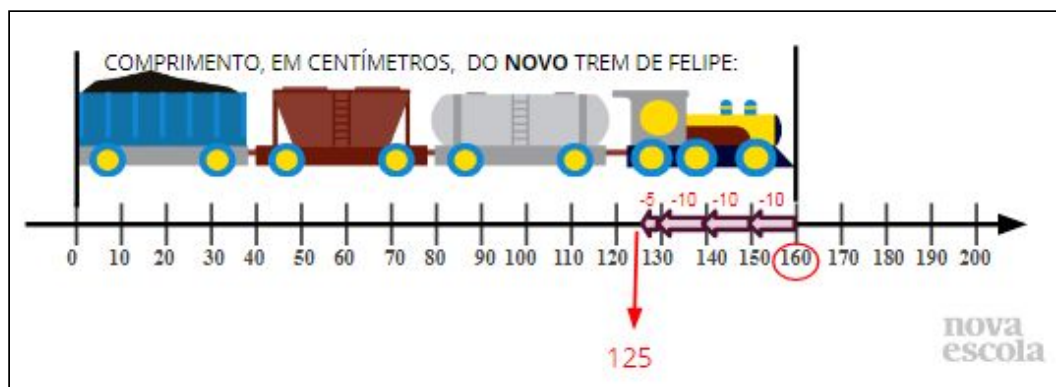 COMPRIMENTO, EM CENTÍMETROS, DO NOVO TREM DE FELIPE:
-5 -10 -10 -10
0 10 20 30 40 50 60 70 80 90 100 110 120 130 140 150 160 170 180 190 200
125
nova
escola